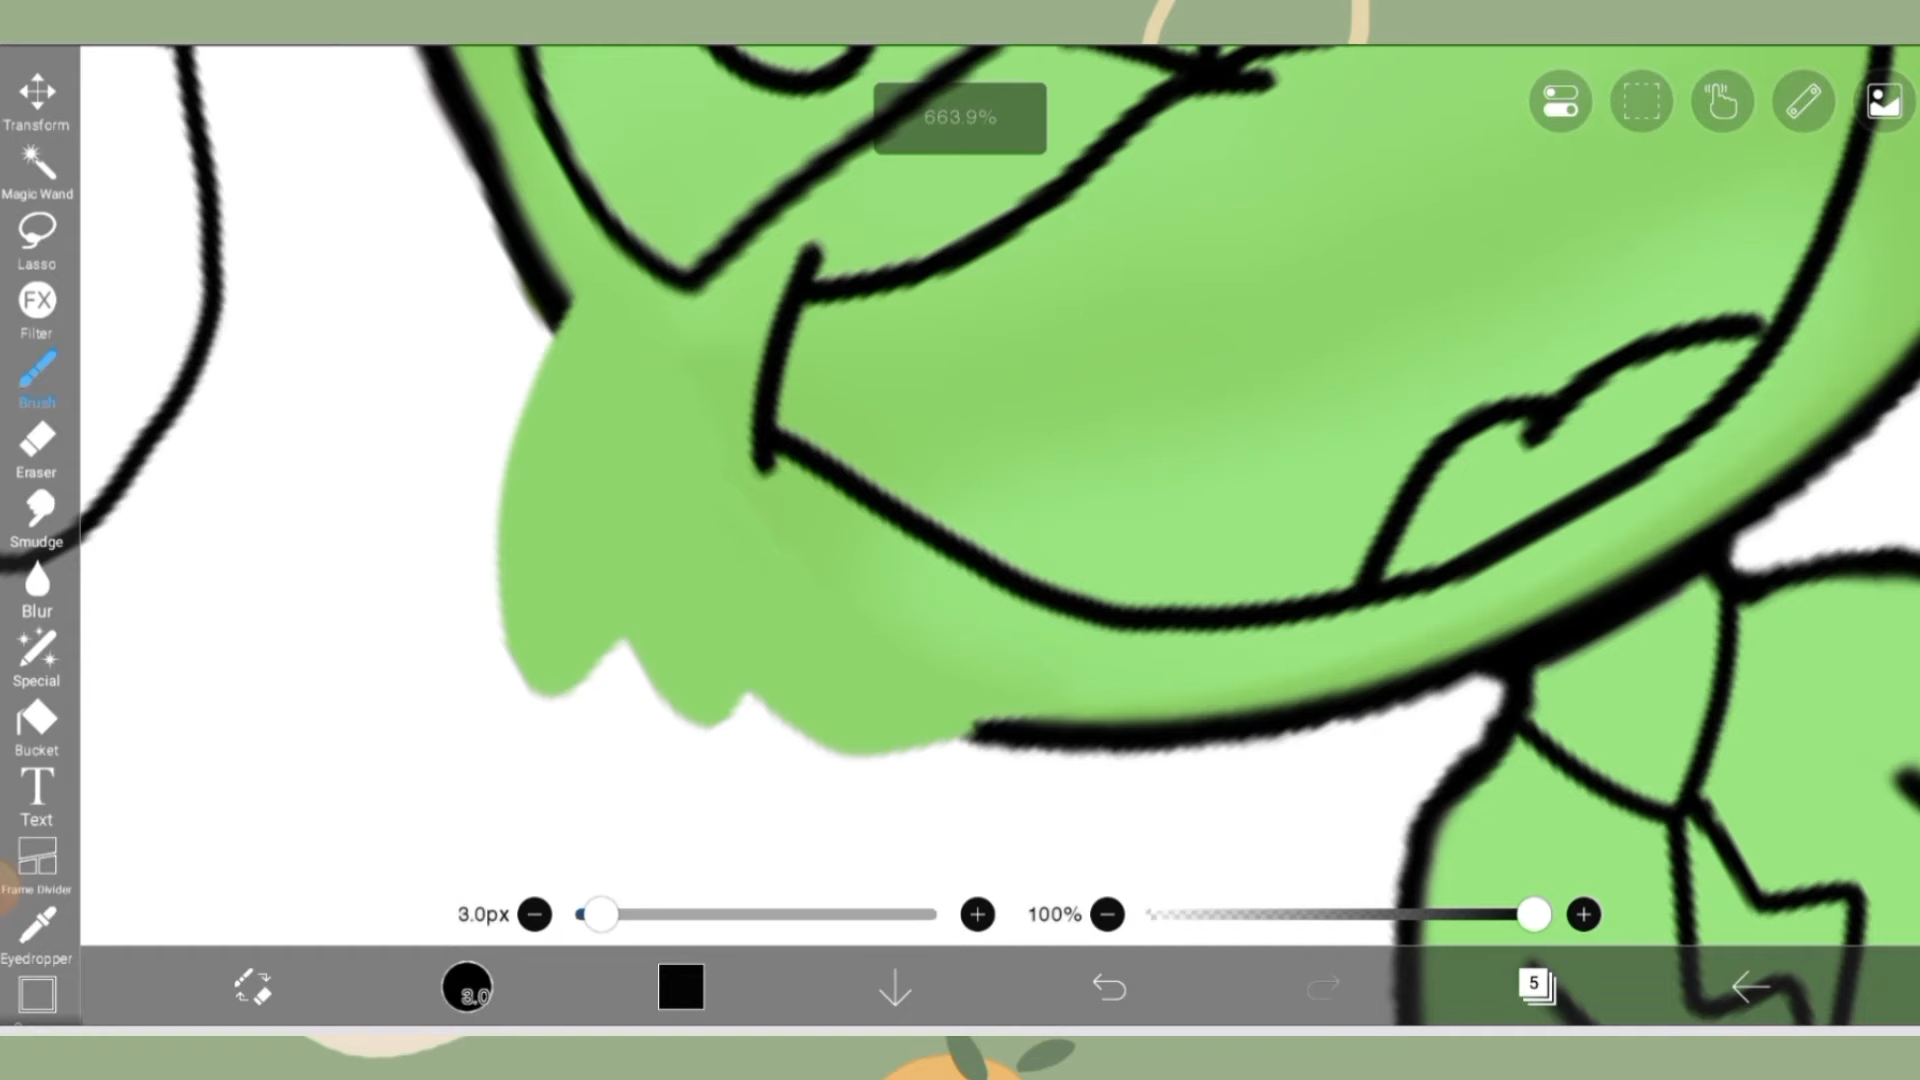 Transform
663.9%
Magic Wand
Lasso
FX
Filter
Brush
Eraser
Smudge
Blur
Special
Bucket
T
Text
Frame Divider
3.0px
100%
Eyedropper
3.0
5